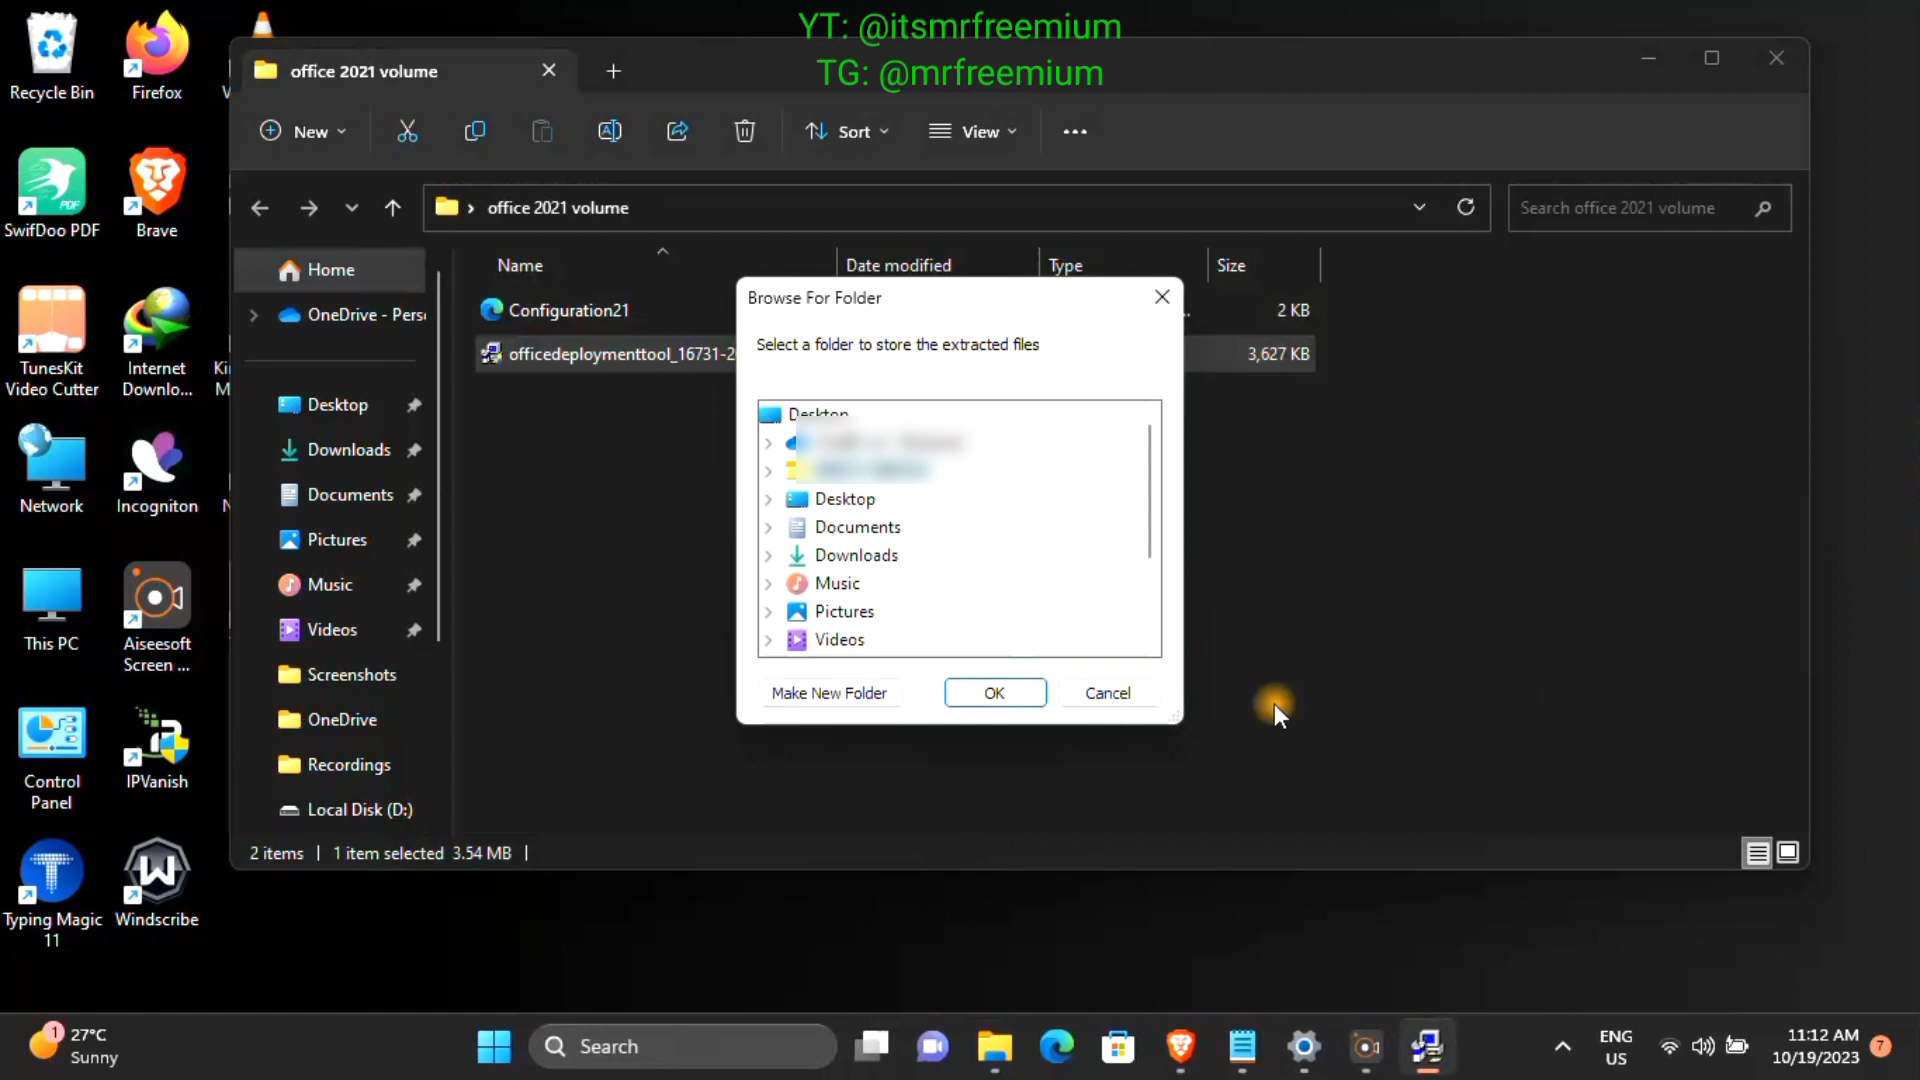 YT: @itsmrfreemium
TG: @mrfreemium
Recycle Bin
Firefox
SwifDoo PDF
Brave
TunesKit
Video Cutter
Internet
Downlo...
Network
Incogniton
This PC
Aiseesoft
Screen ...
Control
Panel
IPVanish
Typing Magic
11
Windscribe
office 2021 volume
New
Sort
View
office 2021 volume
Search office 2021 volume
Home
OneDrive - Pers
Desktop
Downloads
Documents
Pictures
Music
Videos
Screenshots
OneDrive
Recordings
Local Disk (D:)
Name
Date modified
Type
Size
Configuration21
2 KB
officedeploymenttool_16731-2
3,627 KB
Browse For Folder
Select a folder to store the extracted files
Desktop
Desktop
Documents
Downloads
Music
Pictures
Videos
Make New Folder
OK
Cancel
2 items
1 item selected 3.54 MB
1
27°C
Sunny
Search
ENG
US
11:12 AM
10/19/2023
7